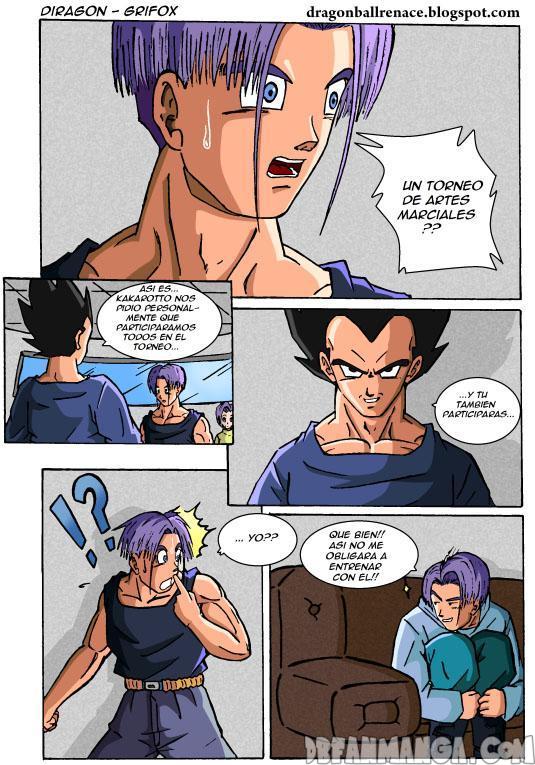 DIRAGON - GRIFOX
dragonballrenace.blogspot.com
UN TORNEO
DE ARTES
MARCIALES
??
ASI ES...
KAKAROTTO NOS
PIDIO PERSONAL-
MENTE QUE
PARTICIPARAMOS
TODOS EN EL
TORNEO...
...Y TU
TAMBIEN
PARTICIPARAS...
!?
... YO??
QUE BIEN!!
ASI NO ME
OBLIGARA A
ENTRENAR
CON EL!!
DBFANMANGA.COM